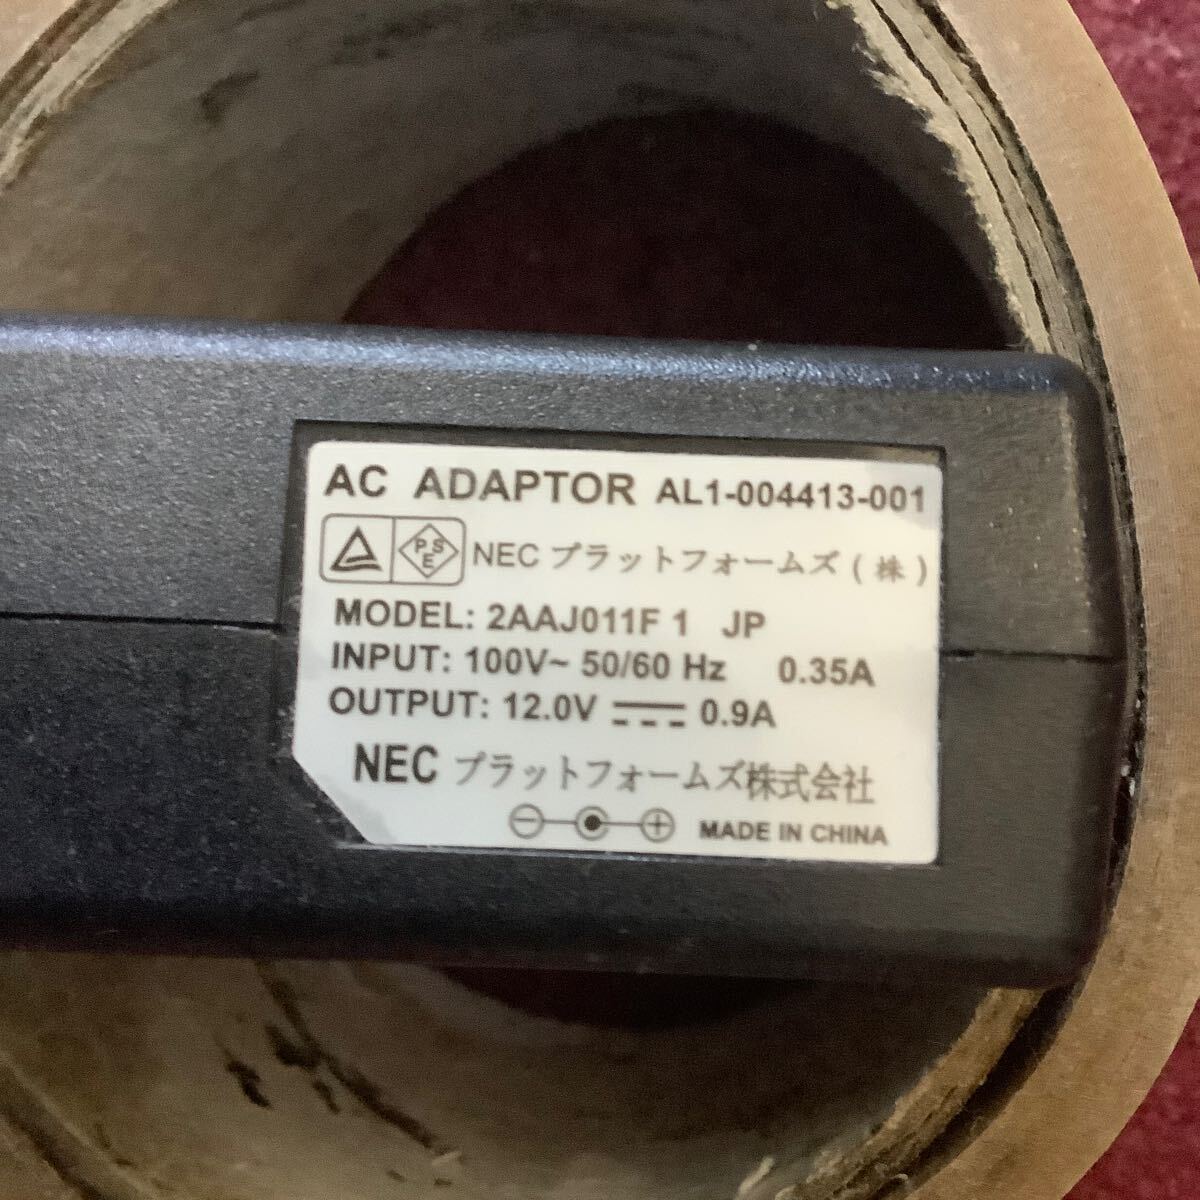 AC ADAPTOR AL1-004413-001
PSE NEC プラットフォームズ(株)
MODEL: 2AAJ011F 1 JP
INPUT: 100V~ 50/60 Hz 0.35A
OUTPUT: 12.0V 0.9A
NEC プラットフォームズ株式会社
MADE IN CHINA